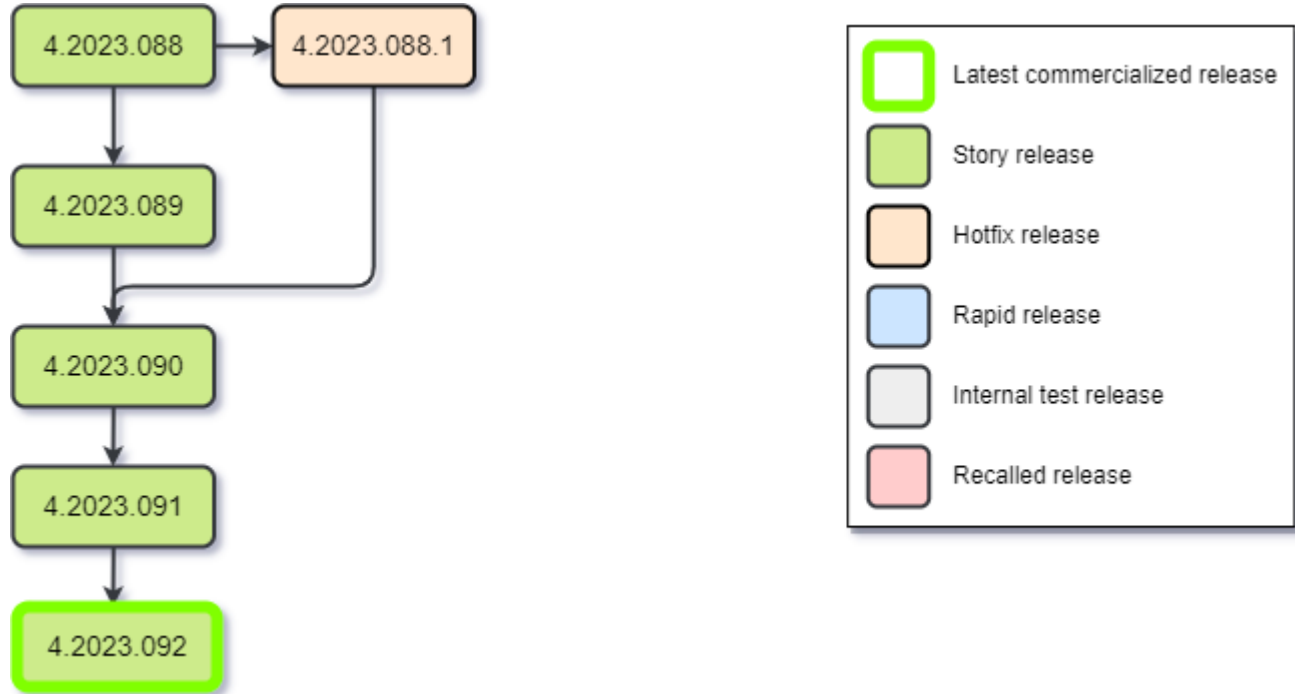 4.2023.088
4.2023.088.1
4.2023.089
4.2023.090
4.2023.091
4.2023.092
Latest commercialized release
Story release
Hotfix release
Rapid release
Internal test release
Recalled release